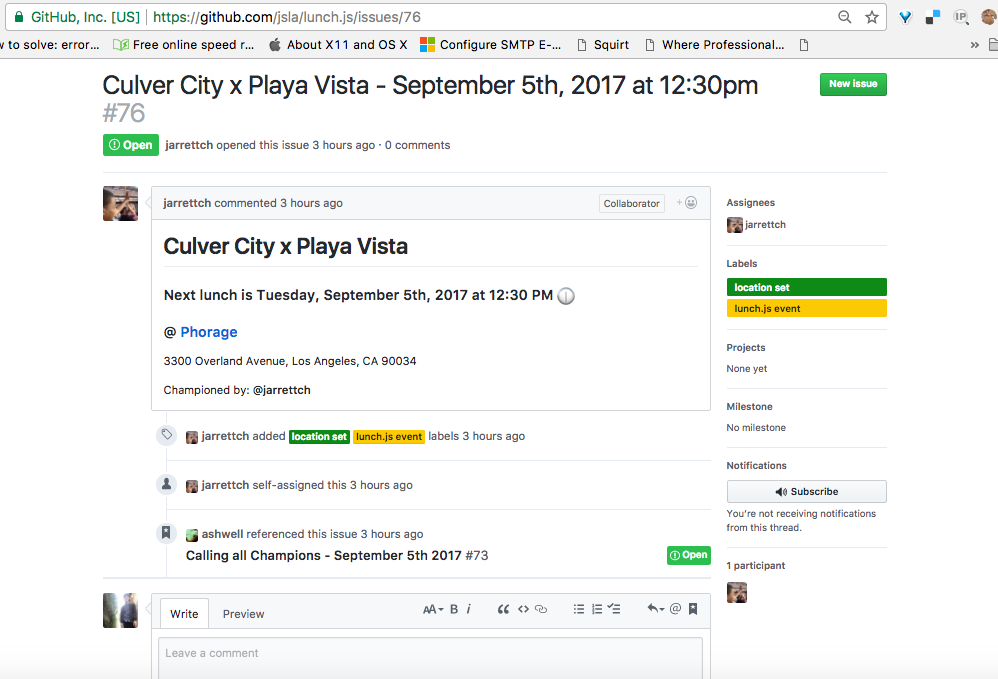 GitHub, Inc. [US] https://github.com/jsla/lunch.js/issues/76
v to solve: error... Free online speed r... About X11 and OS X Configure SMTP E-... Squirt Where Professional... »
Culver City x Playa Vista - September 5th, 2017 at 12:30pm
#76
New issue
Open jarrettch opened this issue 3 hours ago · 0 comments
jarrettch commented 3 hours ago Collaborator +
Culver City x Playa Vista
Next lunch is Tuesday, September 5th, 2017 at 12:30 PM
@ Phorage
3300 Overland Avenue, Los Angeles, CA 90034
Championed by: @jarrettch
jarrettch added location set lunch.js event labels 3 hours ago
jarrettch self-assigned this 3 hours ago
ashwell referenced this issue 3 hours ago
Calling all Champions - September 5th 2017 #73 Open
Write Preview AA B i @
Leave a comment
Assignees
jarrettch
Labels
location set
lunch.js event
Projects
None yet
Milestone
No milestone
Notifications
Subscribe
You're not receiving notifications
from this thread.
1 participant